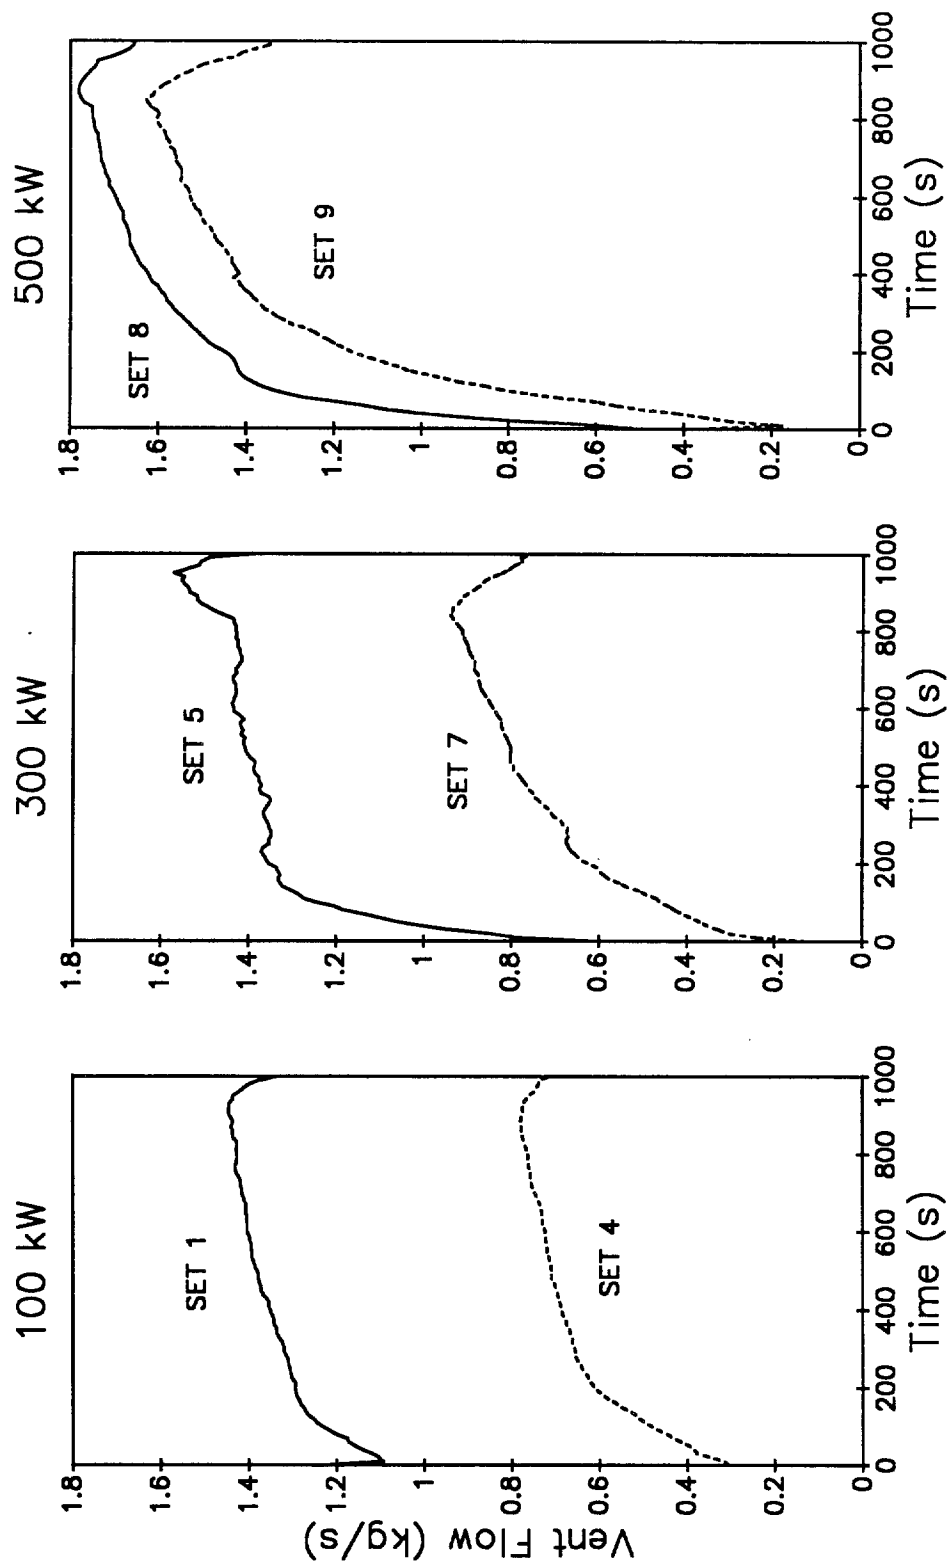 100 kW
Vent Flow (kg/s)
1.8
1.6
1.4
1.2
1
0.8
0.6
0.4
0.2
0
SET 1
SET 4
0 200 400 600 800 1000
Time (s)
300 kW
1.8
1.6
1.4
1.2
1
0.8
0.6
0.4
0.2
0
SET 5
SET 7
0 200 400 600 800 1000
Time (s)
500 kW
1.8
1.6
1.4
1.2
1
0.8
0.6
0.4
0.2
0
SET 8
SET 9
0 200 400 600 800 1000
Time (s)